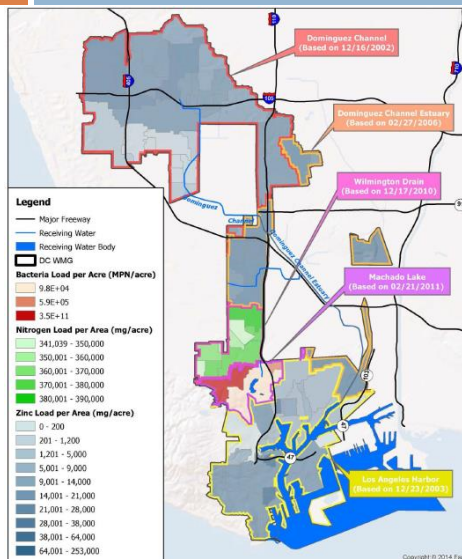 Dominguez Channel
(Based on 12/16/2002)
Dominguez Channel Estuary
(Based on 02/27/2006)
Wilmington Drain
(Based on 12/17/2010)
Machado Lake
(Based on 02/21/2011)
Los Angeles Harbor
(Based on 12/21/2003)
405
105
110
Dominguez
Channel
Dominguez Channel Estuary
103
47
47
Legend
Major Freeway
Receiving Water
Receiving Water Body
DC WMG
Bacteria Load per Acre (MPN/acre)
9.8E+04
5.9E+05
3.5E+11
Nitrogen Load per Area (mg/acre)
341,039 - 350,000
350,001 - 360,000
360,001 - 370,000
370,001 - 380,000
380,001 - 390,000
Zinc Load per Area (mg/acre)
0 - 200
201 - 1,200
1,201 - 5,000
5,001 - 9,000
9,001 - 14,000
14,001 - 21,000
21,001 - 28,000
28,001 - 38,000
38,001 - 64,000
64,001 - 253,000
Copyright:© 2014